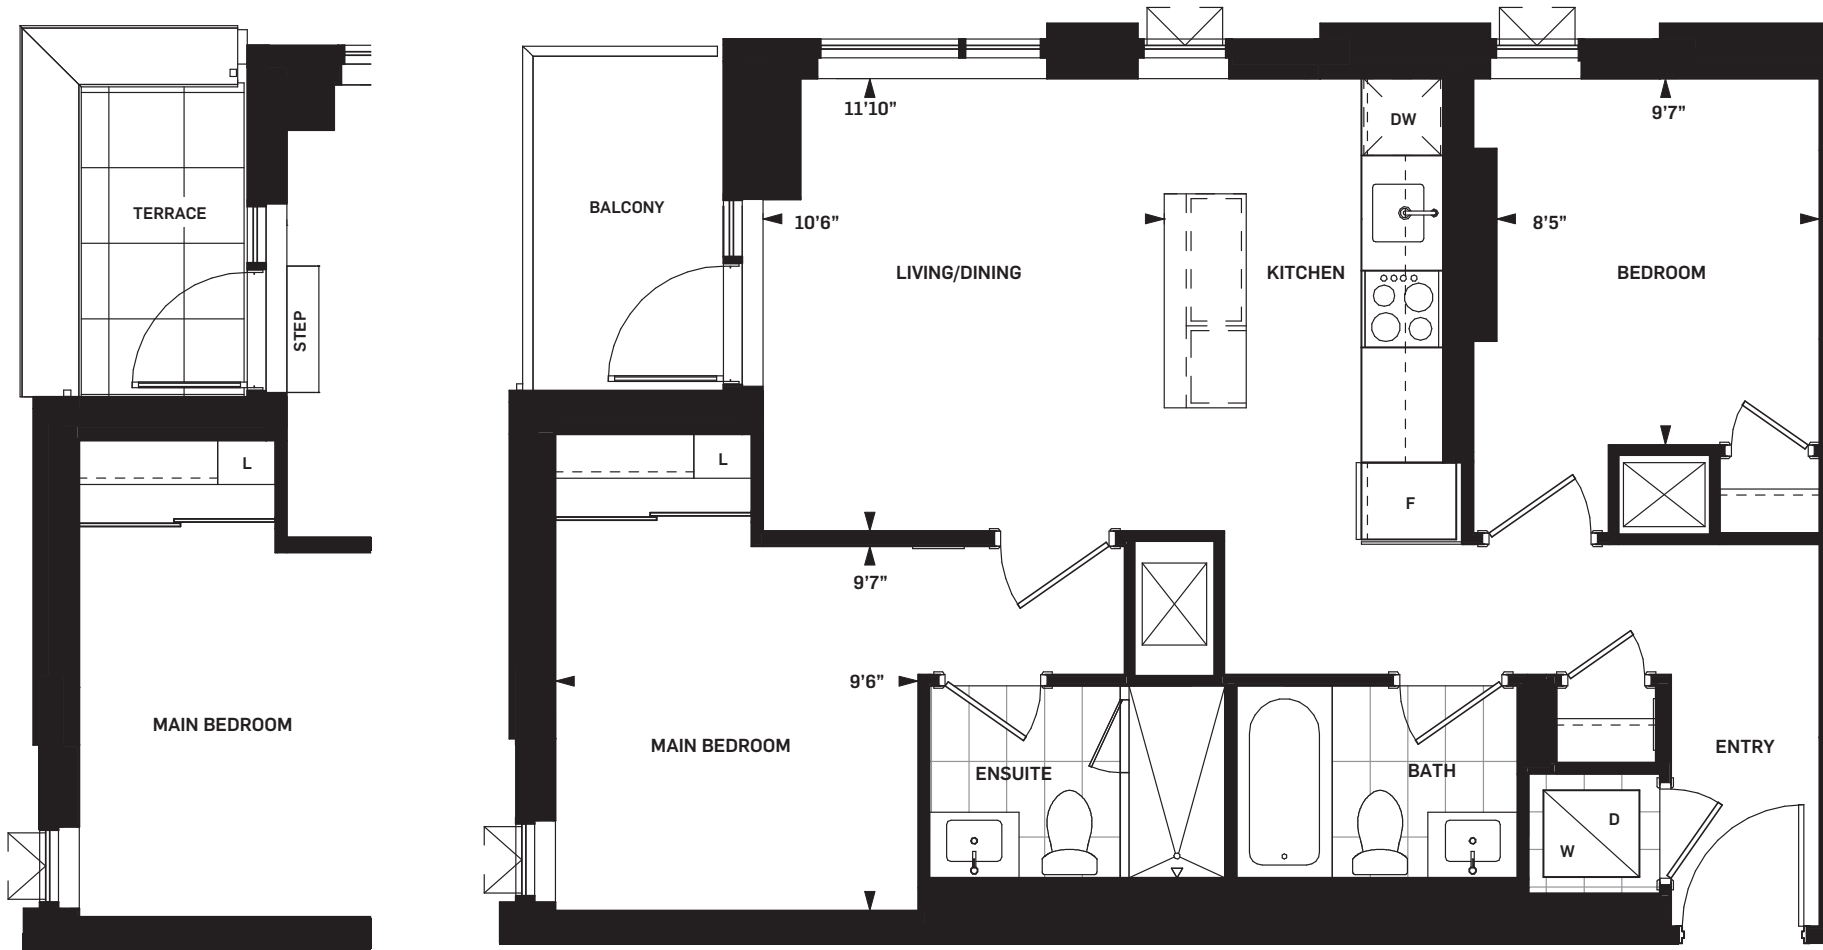 TERRACE
STEP
L
MAIN BEDROOM
11’10”
9’7”
DW
BALCONY
10’6”
8’5”
LIVING/DINING
KITCHEN
BEDROOM
L
F
9’7”
9’6”
MAIN BEDROOM
ENSUITE
BATH
ENTRY
D
W